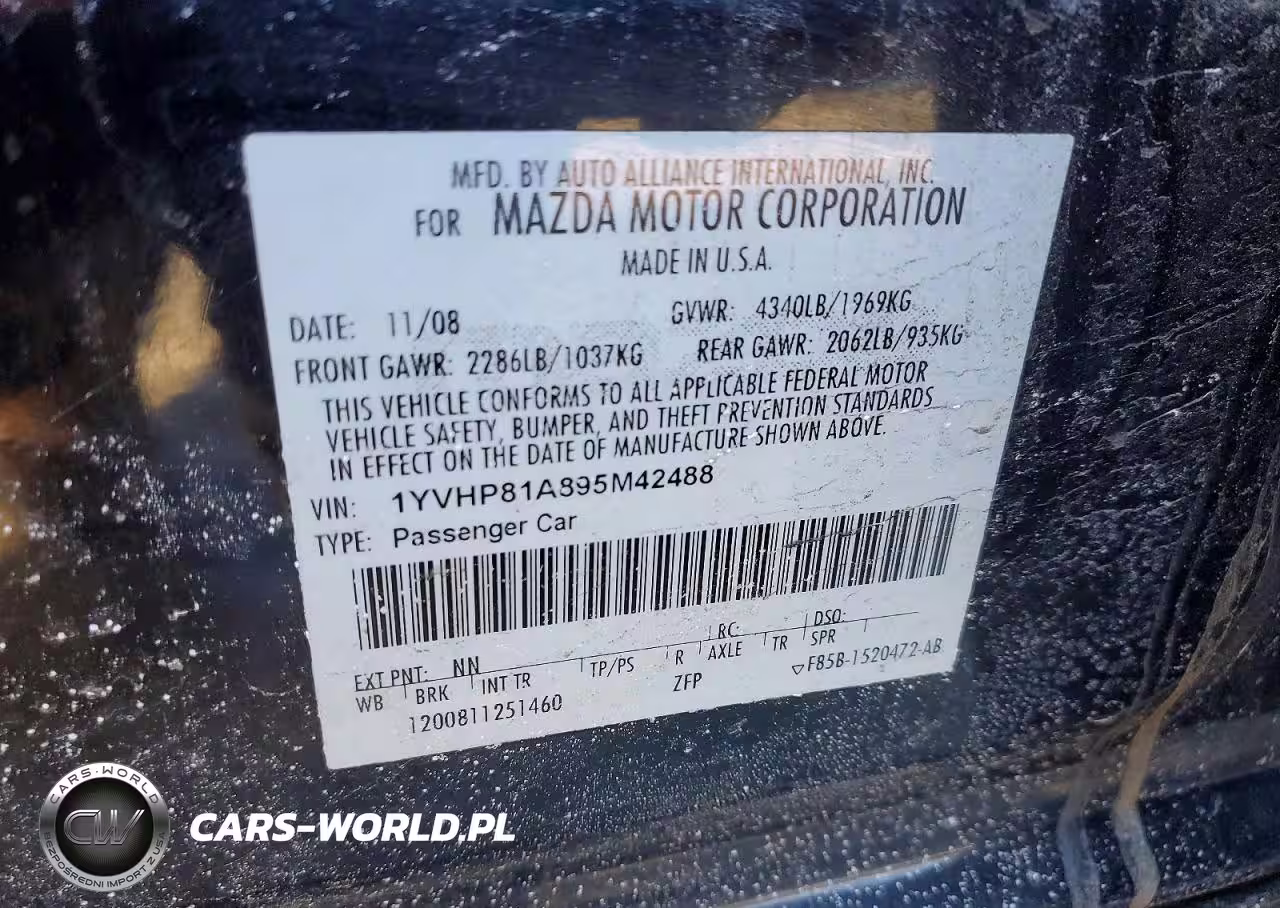 MFD. BY AUTO ALLIANCE INTERNATIONAL, INC.
FOR MAZDA MOTOR CORPORATION
MADE IN U.S.A.
DATE: 11/08 GVWR: 4340LB/1969KG
FRONT GAWR: 2286LB/1037KG REAR GAWR: 2062LB/935KG
THIS VEHICLE CONFORMS TO ALL APPLICABLE FEDERAL MOTOR
VEHICLE SAFETY, BUMPER, AND THEFT PREVENTION STANDARDS
IN EFFECT ON THE DATE OF MANUFACTURE SHOWN ABOVE.
VIN: 1YVHP81A895M42488
TYPE: Passenger Car
EXT PNT: NN RC: DSO:
WB BRK INT TR TP/PS R AXLE TR SPR
1200811251460 ZFP ▽F85B-1520472-AB
CARS-WORLD
CW
BEZPOŚREDNI IMPORT Z USA
CARS-WORLD.PL